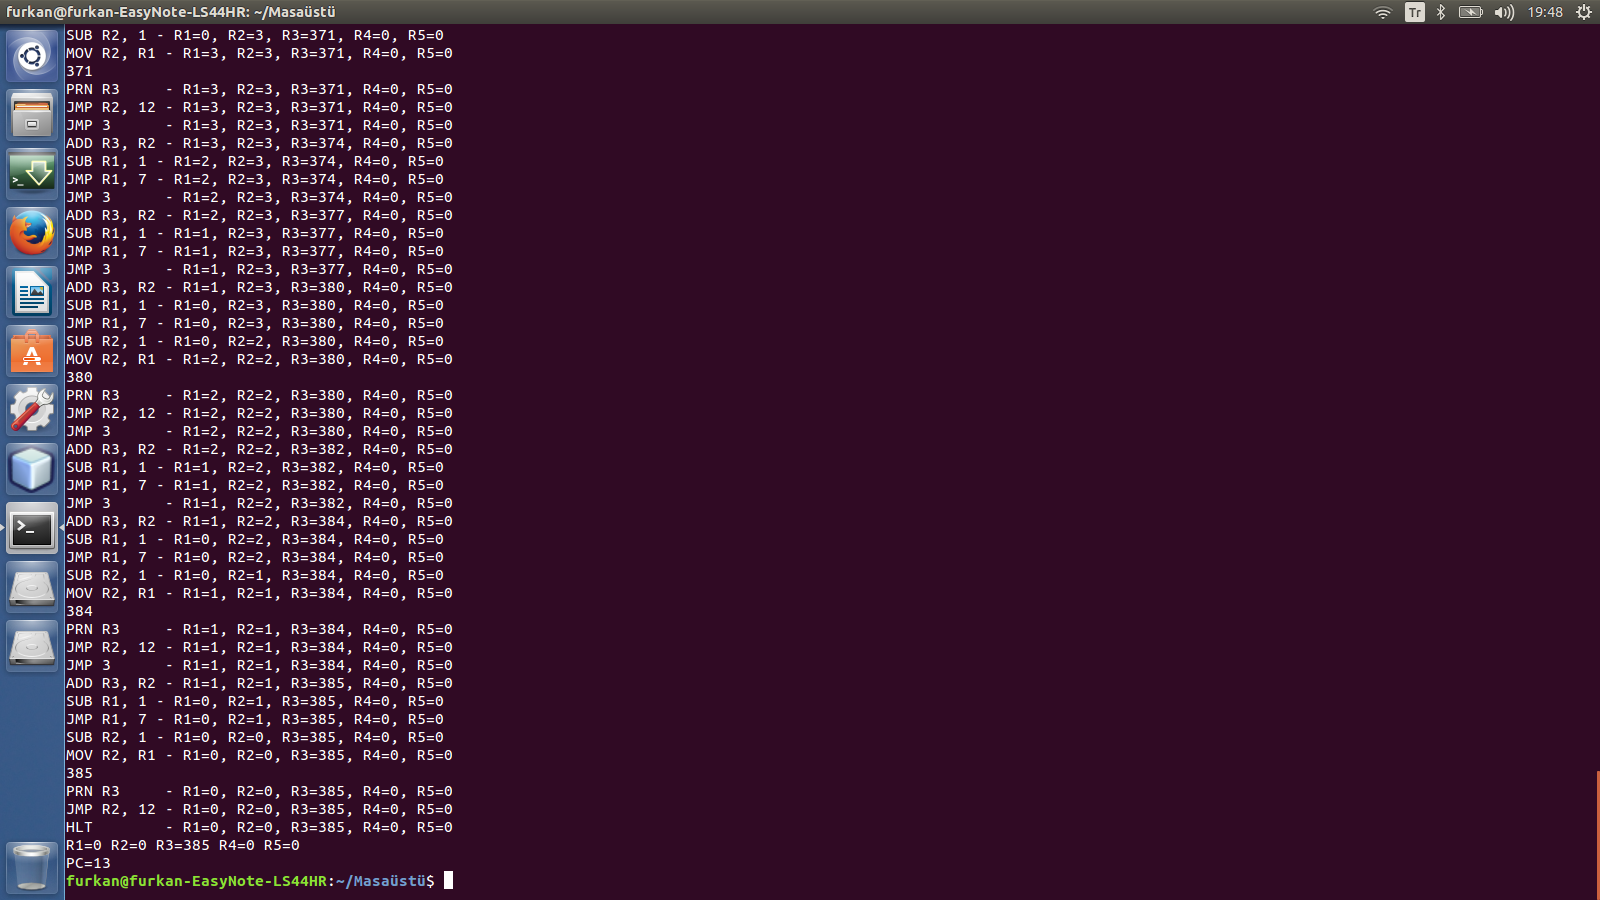 furkan@furkan-EasyNote-LS44HR: ~/Masaüstü
Tr
19:48
SUB R2, 1 - R1=0, R2=3, R3=371, R4=0, R5=0
MOV R2, R1 - R1=3, R2=3, R3=371, R4=0, R5=0
371
PRN R3     - R1=3, R2=3, R3=371, R4=0, R5=0
JMP R2, 12 - R1=3, R2=3, R3=371, R4=0, R5=0
JMP 3      - R1=3, R2=3, R3=371, R4=0, R5=0
ADD R3, R2 - R1=3, R2=3, R3=374, R4=0, R5=0
SUB R1, 1 - R1=2, R2=3, R3=374, R4=0, R5=0
JMP R1, 7 - R1=2, R2=3, R3=374, R4=0, R5=0
JMP 3      - R1=2, R2=3, R3=374, R4=0, R5=0
ADD R3, R2 - R1=2, R2=3, R3=377, R4=0, R5=0
SUB R1, 1 - R1=1, R2=3, R3=377, R4=0, R5=0
JMP R1, 7 - R1=1, R2=3, R3=377, R4=0, R5=0
JMP 3      - R1=1, R2=3, R3=377, R4=0, R5=0
ADD R3, R2 - R1=1, R2=3, R3=380, R4=0, R5=0
SUB R1, 1 - R1=0, R2=3, R3=380, R4=0, R5=0
JMP R1, 7 - R1=0, R2=3, R3=380, R4=0, R5=0
SUB R2, 1 - R1=0, R2=2, R3=380, R4=0, R5=0
MOV R2, R1 - R1=2, R2=2, R3=380, R4=0, R5=0
380
PRN R3     - R1=2, R2=2, R3=380, R4=0, R5=0
JMP R2, 12 - R1=2, R2=2, R3=380, R4=0, R5=0
JMP 3      - R1=2, R2=2, R3=380, R4=0, R5=0
ADD R3, R2 - R1=2, R2=2, R3=382, R4=0, R5=0
SUB R1, 1 - R1=1, R2=2, R3=382, R4=0, R5=0
JMP R1, 7 - R1=1, R2=2, R3=382, R4=0, R5=0
JMP 3      - R1=1, R2=2, R3=382, R4=0, R5=0
ADD R3, R2 - R1=1, R2=2, R3=384, R4=0, R5=0
SUB R1, 1 - R1=0, R2=2, R3=384, R4=0, R5=0
JMP R1, 7 - R1=0, R2=2, R3=384, R4=0, R5=0
SUB R2, 1 - R1=0, R2=1, R3=384, R4=0, R5=0
MOV R2, R1 - R1=1, R2=1, R3=384, R4=0, R5=0
384
PRN R3     - R1=1, R2=1, R3=384, R4=0, R5=0
JMP R2, 12 - R1=1, R2=1, R3=384, R4=0, R5=0
JMP 3      - R1=1, R2=1, R3=384, R4=0, R5=0
ADD R3, R2 - R1=1, R2=1, R3=385, R4=0, R5=0
SUB R1, 1 - R1=0, R2=1, R3=385, R4=0, R5=0
JMP R1, 7 - R1=0, R2=1, R3=385, R4=0, R5=0
SUB R2, 1 - R1=0, R2=0, R3=385, R4=0, R5=0
MOV R2, R1 - R1=0, R2=0, R3=385, R4=0, R5=0
385
PRN R3     - R1=0, R2=0, R3=385, R4=0, R5=0
JMP R2, 12 - R1=0, R2=0, R3=385, R4=0, R5=0
HLT        - R1=0, R2=0, R3=385, R4=0, R5=0
R1=0 R2=0 R3=385 R4=0 R5=0
PC=13
furkan@furkan-EasyNote-LS44HR:~/Masaüstü$